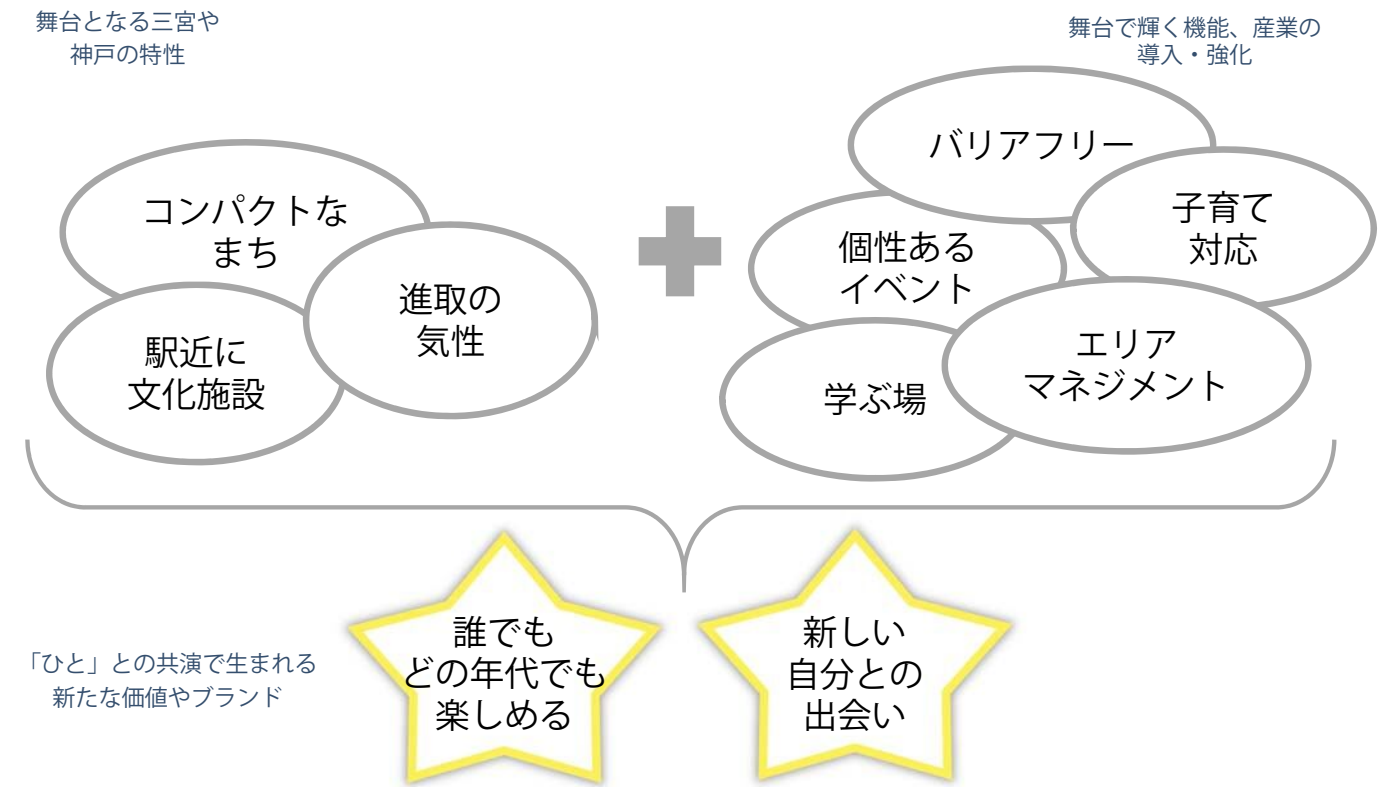 舞台となる三宮や
神戸の特性
舞台で輝く機能、産業の
導入・強化
コンパクトな
まち
進取の
気性
駅近に
文化施設
バリアフリー
子育て
対応
個性ある
イベント
エリア
マネジメント
学ぶ場
「ひと」との共演で生まれる
新たな価値やブランド
誰でも
どの年代でも
楽しめる
新しい
自分との
出会い